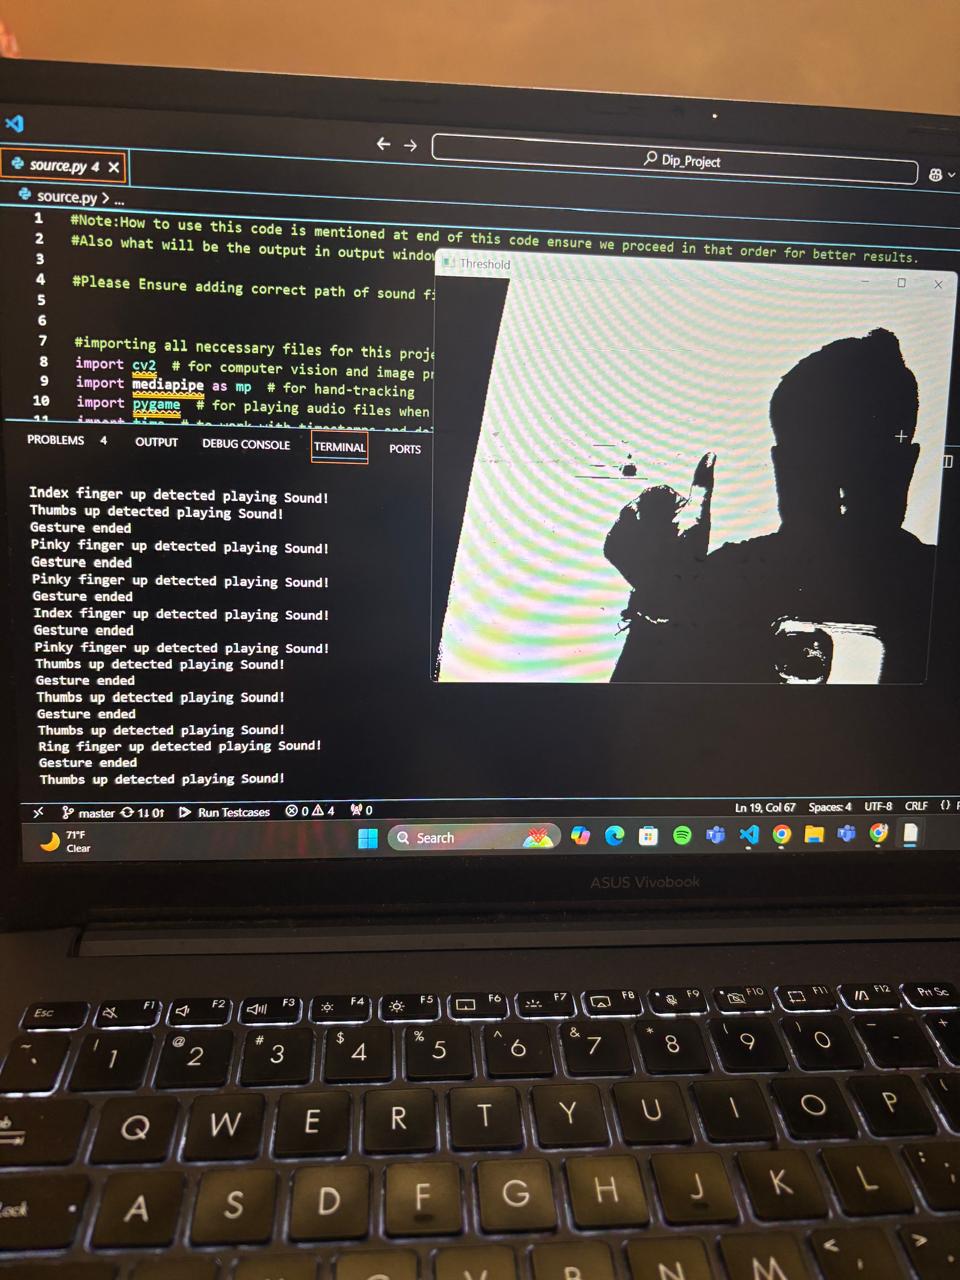 Dip_Project
source.py 4
source.py > ...
1 #Note:How to use this code is mentioned at end of this code ensure we proceed in that order for better results.
2 #Also what will be the output in output window
3
4 #Please Ensure adding correct path of sound fi
5
6
7 #importing all neccessary files for this proje
8 import cv2 # for computer vision and image pr
9 import mediapipe as mp # for hand-tracking
10 import pygame # for playing audio files when
11 import time # to work with timestamps and de
Threshold
PROBLEMS 4 OUTPUT DEBUG CONSOLE TERMINAL PORTS
Index finger up detected playing Sound!
Thumbs up detected playing Sound!
Gesture ended
Pinky finger up detected playing Sound!
Gesture ended
Pinky finger up detected playing Sound!
Gesture ended
Index finger up detected playing Sound!
Gesture ended
Pinky finger up detected playing Sound!
Thumbs up detected playing Sound!
Gesture ended
Thumbs up detected playing Sound!
Gesture ended
Thumbs up detected playing Sound!
Ring finger up detected playing Sound!
Gesture ended
Thumbs up detected playing Sound!
master 1↓ 0↑ Run Testcases 0 4 0 Ln 19, Col 67 Spaces: 4 UTF-8 CRLF {}
71°F
Clear
Search
ASUS Vivobook
Esc F1 F2 F3 F4 F5 F6 F7 F8 F9 F10 F11 F12 Prt Sc
~ ` ! 1 @ 2 # 3 $ 4 % 5 ^ 6 & 7 * 8 ( 9 ) 0 _ - +
Q W E R T Y U I O P {
A S D F G H J K L : ;
C V B N M < >